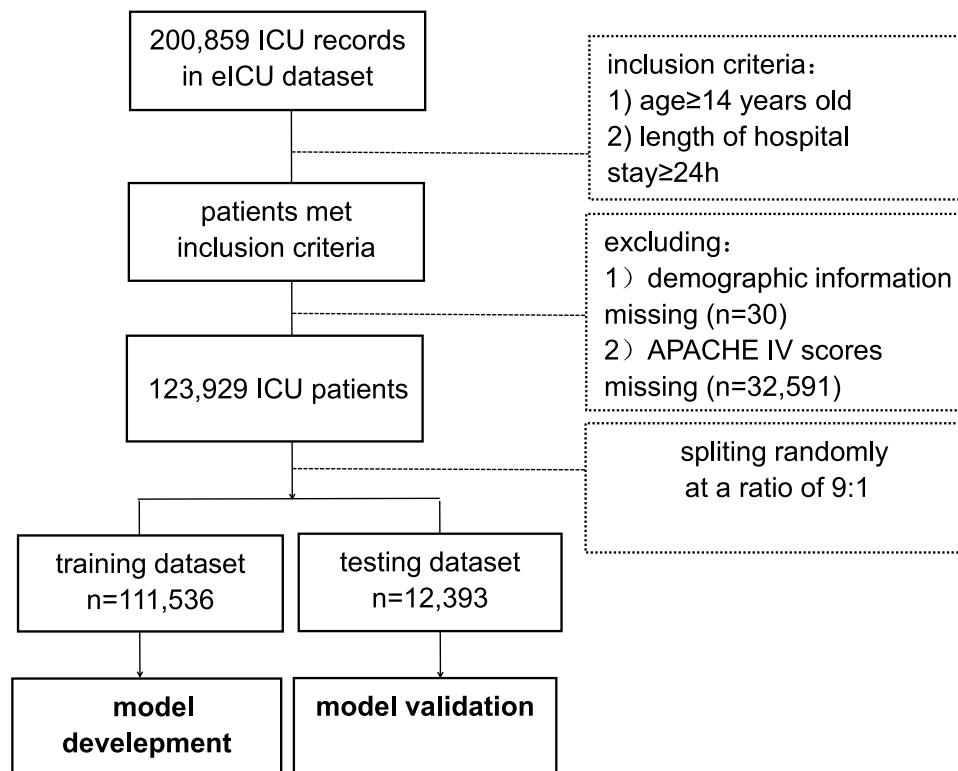 200,859 ICU records
in eICU dataset
inclusion criteria：
1) age≥14 years old
2) length of hospital
stay≥24h
patients met
inclusion criteria
excluding：
1）demographic information
missing (n=30)
2）APACHE IV scores
missing (n=32,591)
123,929 ICU patients
spliting randomly
at a ratio of 9:1
training dataset
n=111,536
testing dataset
n=12,393
model
develepment
model validation